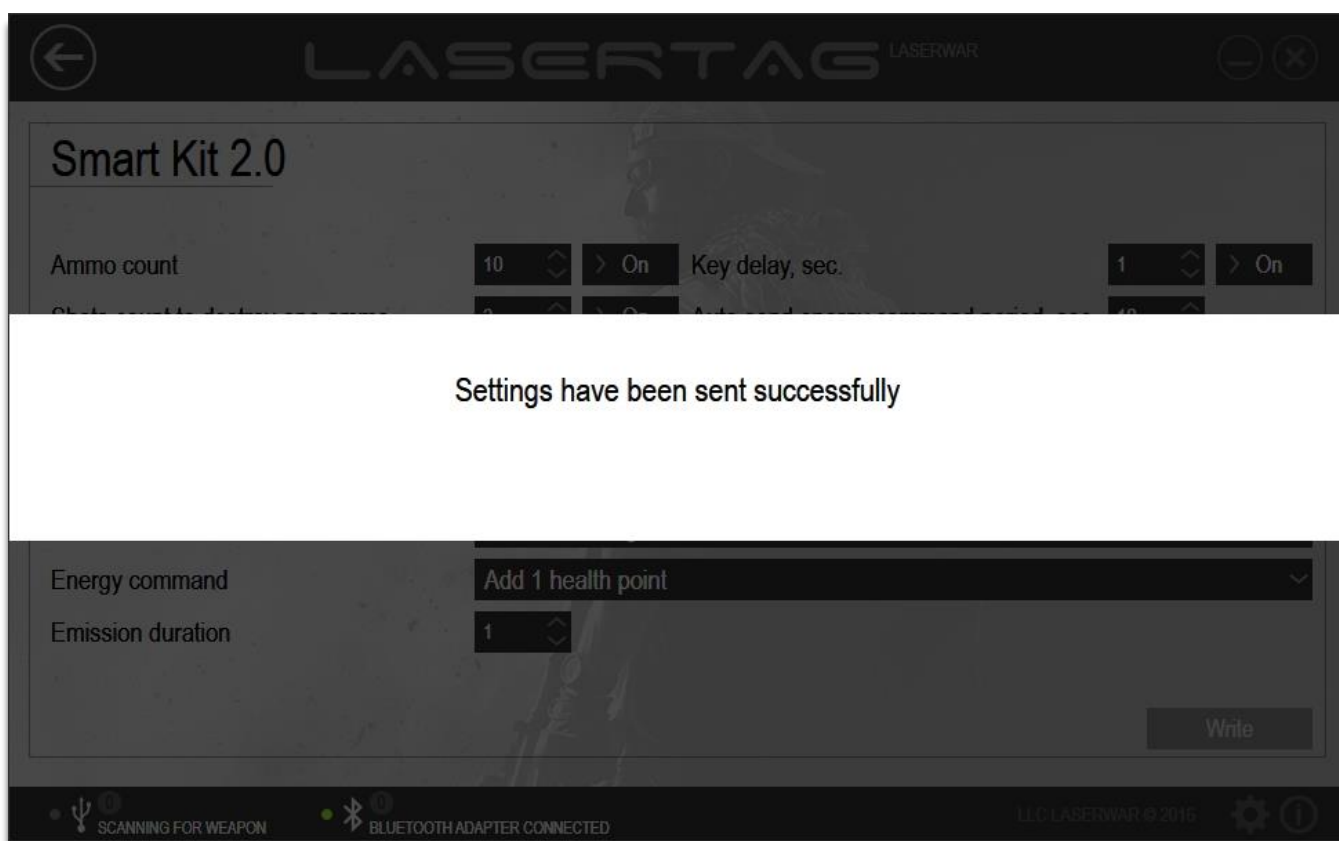 LASERTAG LASERWAR
Smart Kit 2.0
Ammo count 10 > On Key delay, sec. 1 > On
Settings have been sent successfully
Energy command Add 1 health point
Emission duration 1
Write
0 SCANNING FOR WEAPON 0 BLUETOOTH ADAPTER CONNECTED LLC LASERWAR © 2015